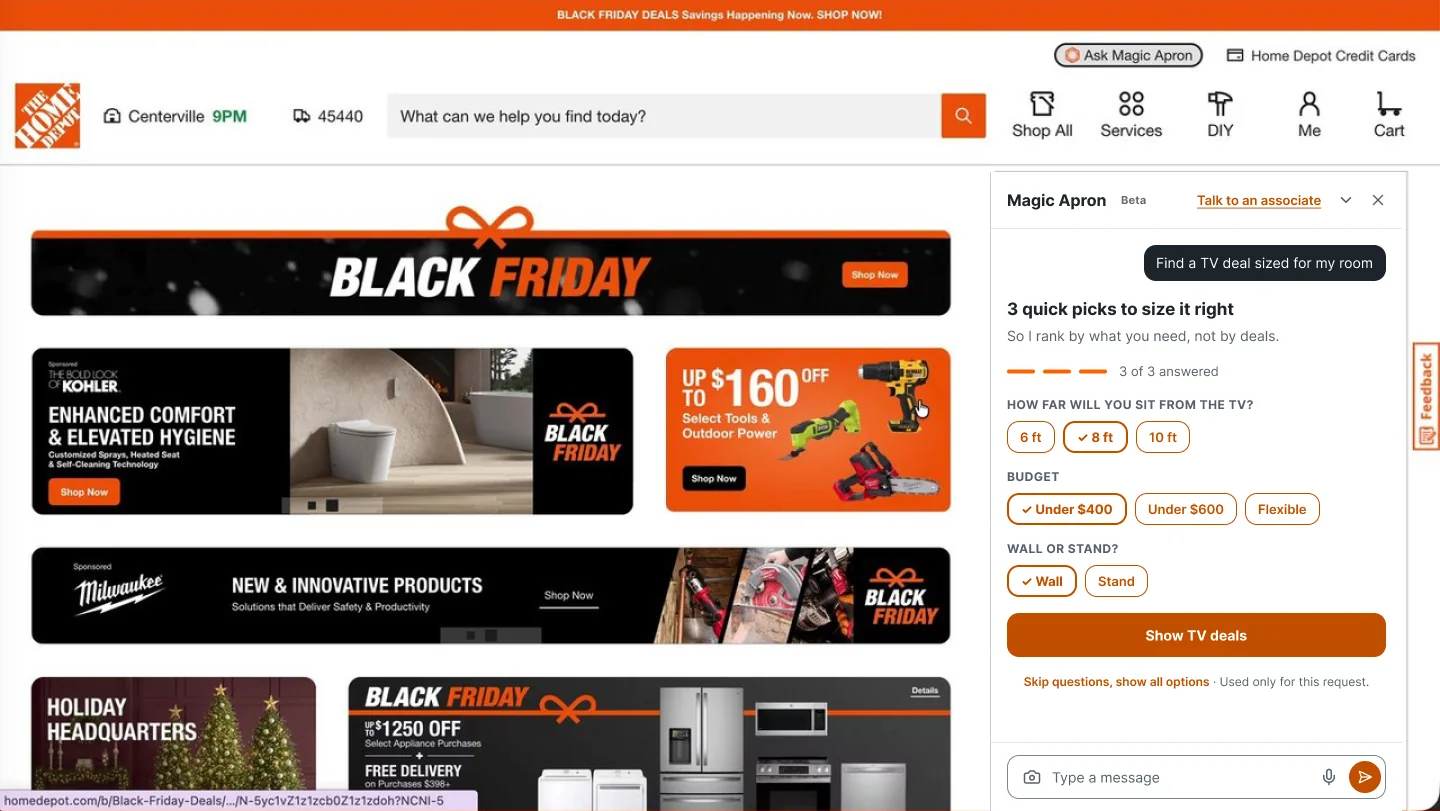 BLACK FRIDAY DEALS Savings Happening Now. SHOP NOW!
Ask Magic Apron
Home Depot Credit Cards
THE HOME DEPOT
Centerville 9PM
45440
What can we help you find today?
Shop All
Services
DIY
Me
Cart
BLACK FRIDAY
Shop Now
Sponsored
THE BOLD LOOK
OF KOHLER
ENHANCED COMFORT
& ELEVATED HYGIENE
Customized Sprays, Heated Seat
& Self-Cleaning Technology
Shop Now
BLACK
FRIDAY
UP TO $160 OFF
Select Tools &
Outdoor Power
Shop Now
Sponsored
Milwaukee
NEW & INNOVATIVE PRODUCTS
Solutions that Deliver Safety & Productivity
Shop Now
BLACK
FRIDAY
HOLIDAY
HEADQUARTERS
BLACK FRIDAY
Details
UP TO $1250 OFF
Select Appliance Purchases
+
FREE DELIVERY
on Purchases $398+
homedepot.com/b/Black-Friday-Deals/.../N-5yc1vZ1z1zcb0Z1z1zdoh?NCNI-5
Magic Apron Beta
Talk to an associate
Find a TV deal sized for my room
3 quick picks to size it right
So I rank by what you need, not by deals.
3 of 3 answered
HOW FAR WILL YOU SIT FROM THE TV?
6 ft
8 ft
10 ft
BUDGET
Under $400
Under $600
Flexible
WALL OR STAND?
Wall
Stand
Show TV deals
Skip questions, show all options · Used only for this request.
Type a message
Feedback